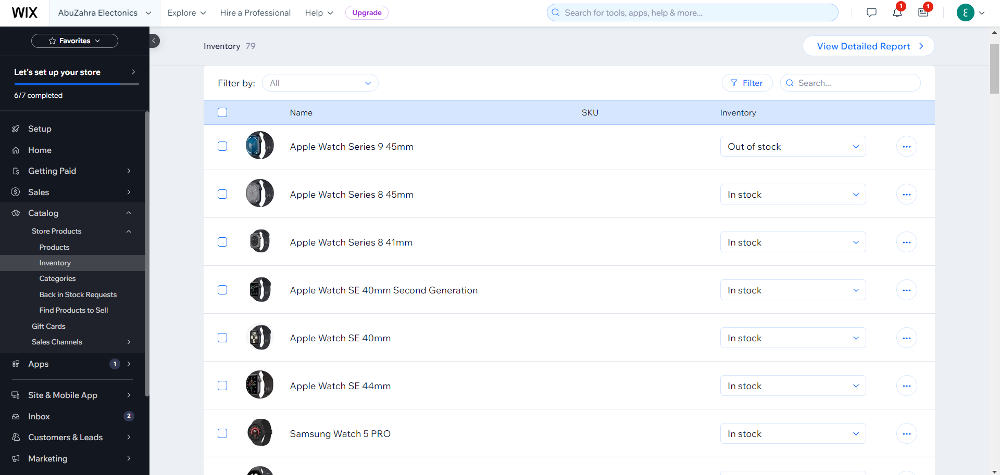 WIX
AbuZahra Electonics
Explore
Hire a Professional
Help
Upgrade
Search for tools, apps, help & more...
1
1
ع
Favorites
Let's set up your store
6/7 completed
Setup
Home
Getting Paid
Sales
Catalog
Store Products
Products
Inventory
Categories
Back in Stock Requests
Find Products to Sell
Gift Cards
Sales Channels
Apps 1
Site & Mobile App
Inbox 2
Customers & Leads
Marketing
Inventory 79
View Detailed Report
Filter by: All
Filter
Search...
Name SKU Inventory
Apple Watch Series 9 45mm Out of stock
Apple Watch Series 8 45mm In stock
Apple Watch Series 8 41mm In stock
Apple Watch SE 40mm Second Generation In stock
Apple Watch SE 40mm In stock
Apple Watch SE 44mm In stock
Samsung Watch 5 PRO In stock